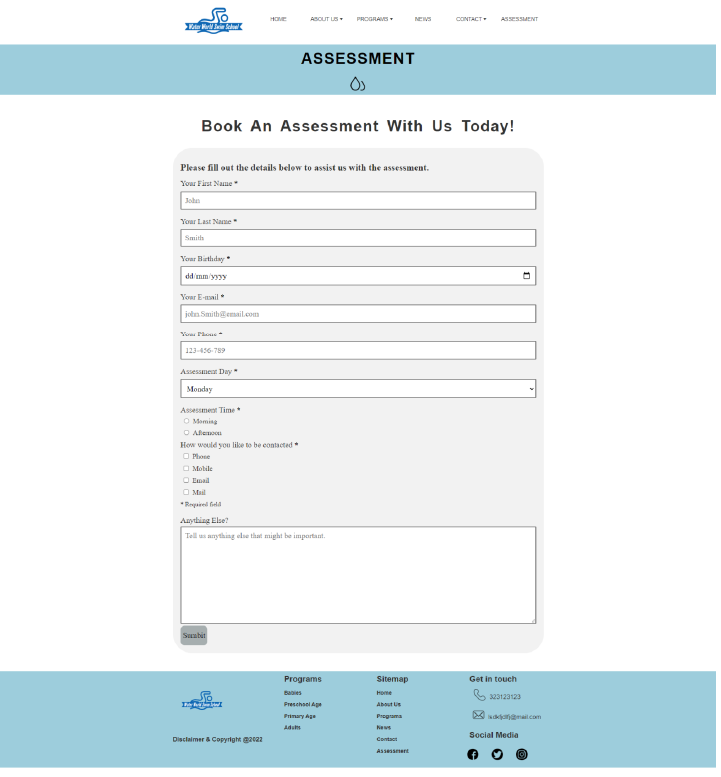 Water World Swim School
HOME ABOUT US ▾ PROGRAMS ▾ NEWS CONTACT ▾ ASSESSMENT
ASSESSMENT
Book An Assessment With Us Today!
Please fill out the details below to assist us with the assessment.
Your First Name *
John
Your Last Name *
Smith
Your Birthday *
dd/mm/yyyy
Your E-mail *
john.Smith@email.com
Your Phone *
123-456-789
Assessment Day *
Monday
Assessment Time *
Morning
Afternoon
How would you like to be contacted *
Phone
Mobile
Email
Mail
* Required field
Anything Else?
Tell us anything else that might be important.
Sumbit
Water World Swim School
Disclaimer & Copyright @2022
Programs
Babies
Preschool Age
Primary Age
Adults
Sitemap
Home
About Us
Programs
News
Contact
Assessment
Get in touch
323123123
Social Media